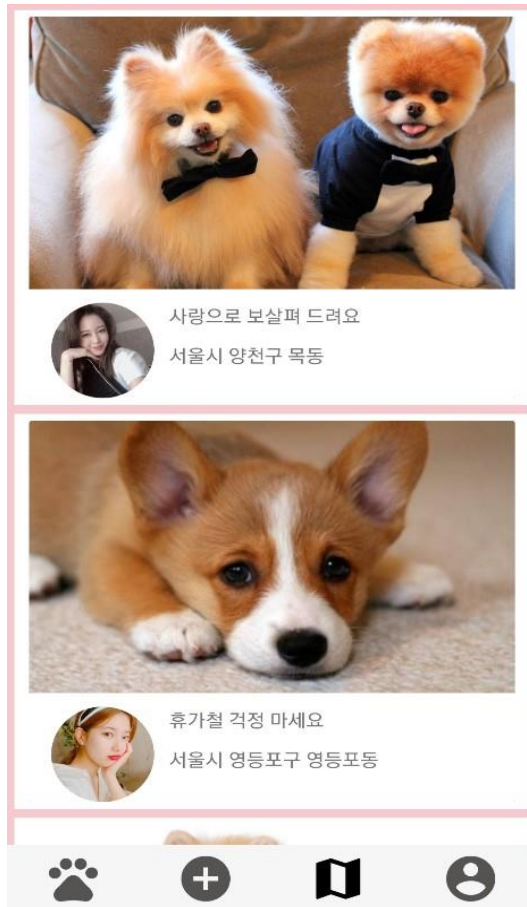 사랑으로 보살펴 드려요
서울시 양천구 목동
휴가철 걱정 마세요
서울시 영등포구 영등포동